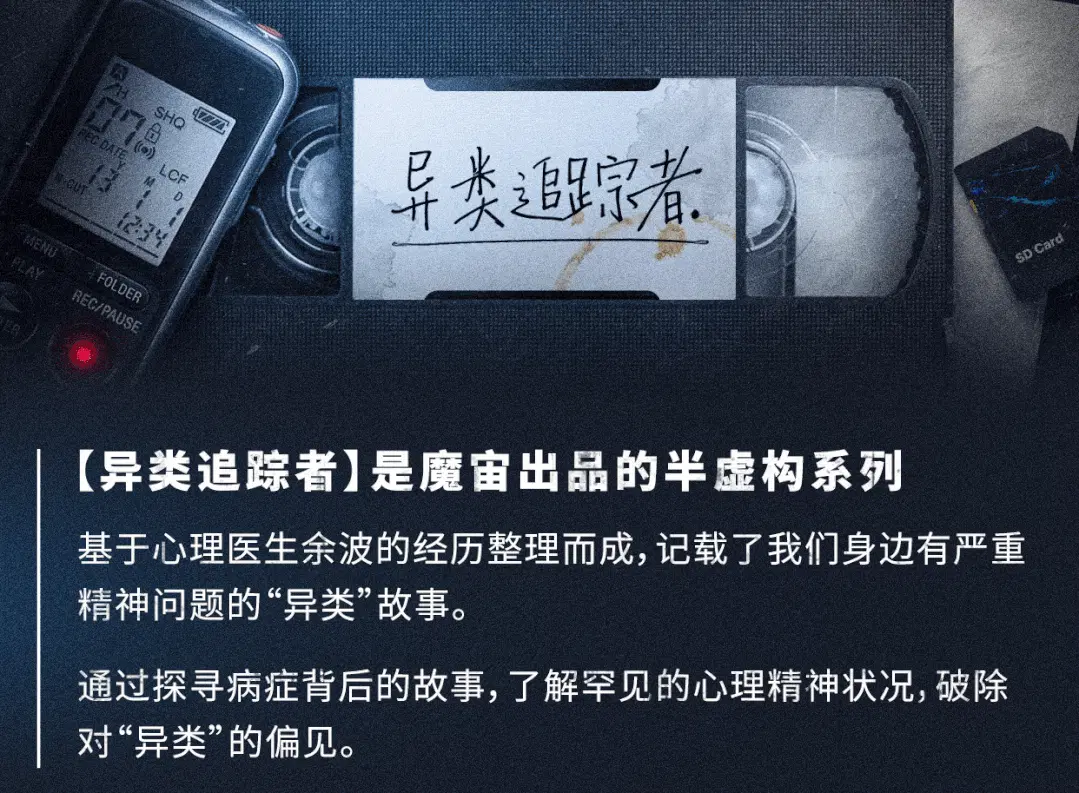 SHQ
07
REC DATE
LCF
Y M D
13 1 1
12:34
MENU
FOLDER
PLAY
REC/PAUSE
异类追踪者.
SD Card
【异类追踪者】是魔宙出品的半虚构系列
基于心理医生余波的经历整理而成，记载了我们身边有严重
精神问题的“异类”故事。
通过探寻病症背后的故事，了解罕见的心理精神状况，破除
对“异类”的偏见。